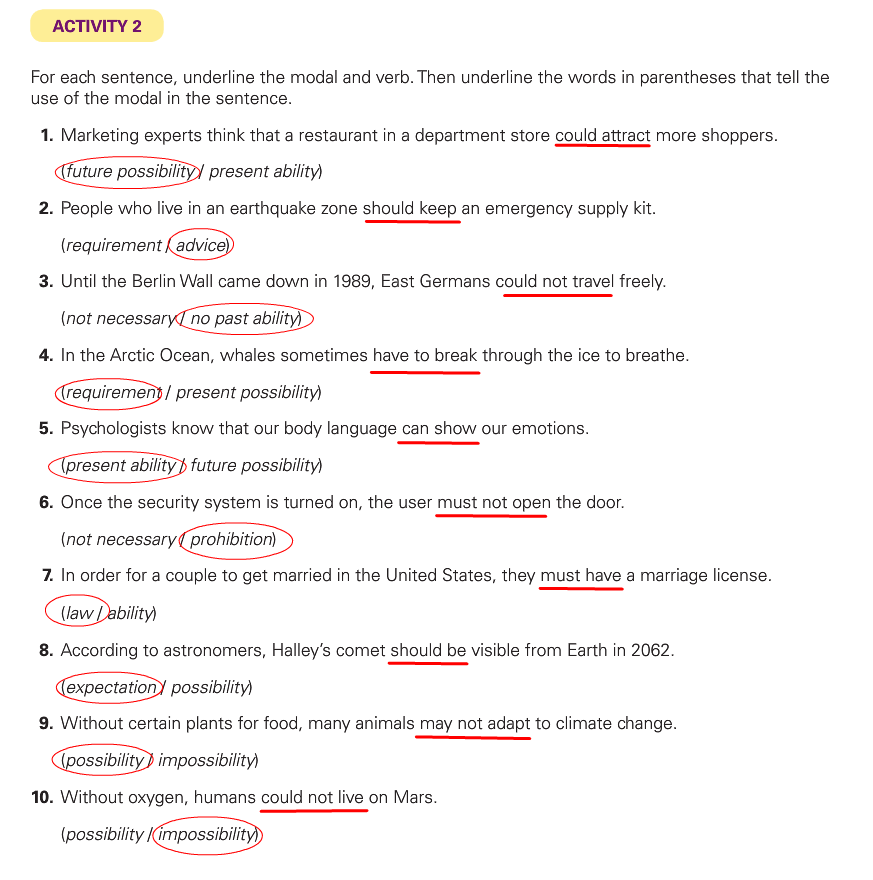 ACTIVITY 2
For each sentence, underline the modal and verb. Then underline the words in parentheses that tell the
use of the modal in the sentence.
1. Marketing experts think that a restaurant in a department store could attract more shoppers.
(future possibility / present ability)
2. People who live in an earthquake zone should keep an emergency supply kit.
(requirement / advice)
3. Until the Berlin Wall came down in 1989, East Germans could not travel freely.
(not necessary / no past ability)
4. In the Arctic Ocean, whales sometimes have to break through the ice to breathe.
(requirement / present possibility)
5. Psychologists know that our body language can show our emotions.
(present ability / future possibility)
6. Once the security system is turned on, the user must not open the door.
(not necessary / prohibition)
7. In order for a couple to get married in the United States, they must have a marriage license.
(law / ability)
8. According to astronomers, Halley's comet should be visible from Earth in 2062.
(expectation / possibility)
9. Without certain plants for food, many animals may not adapt to climate change.
(possibility / impossibility)
10. Without oxygen, humans could not live on Mars.
(possibility / impossibility)